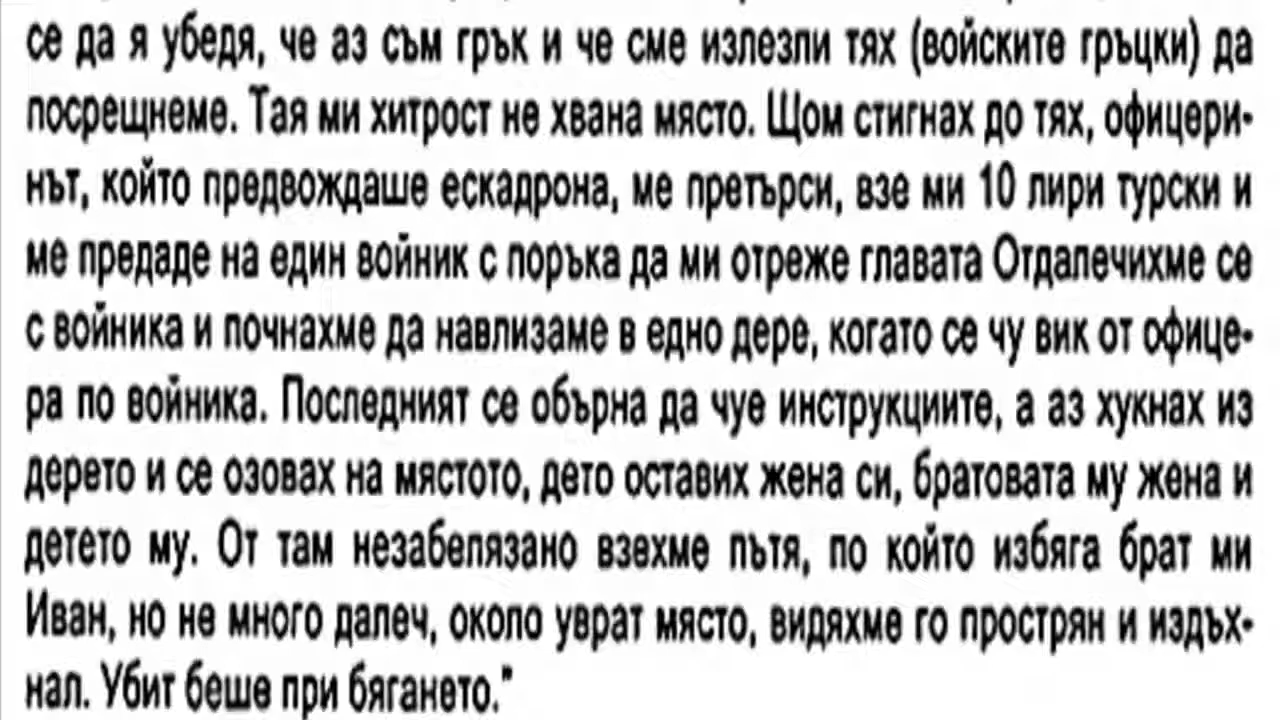 се да я убедя, че аз съм грък и че сме излезли тях (войските гръцки) да
посрещнеме. Тая ми хитрост не хвана място. Щом стигнах до тях, офицери-
нът, който предвождаше ескадрона, ме претърси, взе ми 10 лири турски и
ме предаде на един войник с поръка да ми отреже главата Отдалечихме се
с войника и почнахме да навлизаме в едно дере, когато се чу вик от офице-
ра по войника. Последният се обърна да чуе инструкциите, а аз хукнах из
дерето и се озовах на мястото, дето оставих жена си, братовата му жена и
детето му. От там незабелязано взехме пътя, по който избяга брат ми
Иван, но не много далеч, около уврат място, видяхме го прострян и издъх-
нал. Убит беше при бягането."